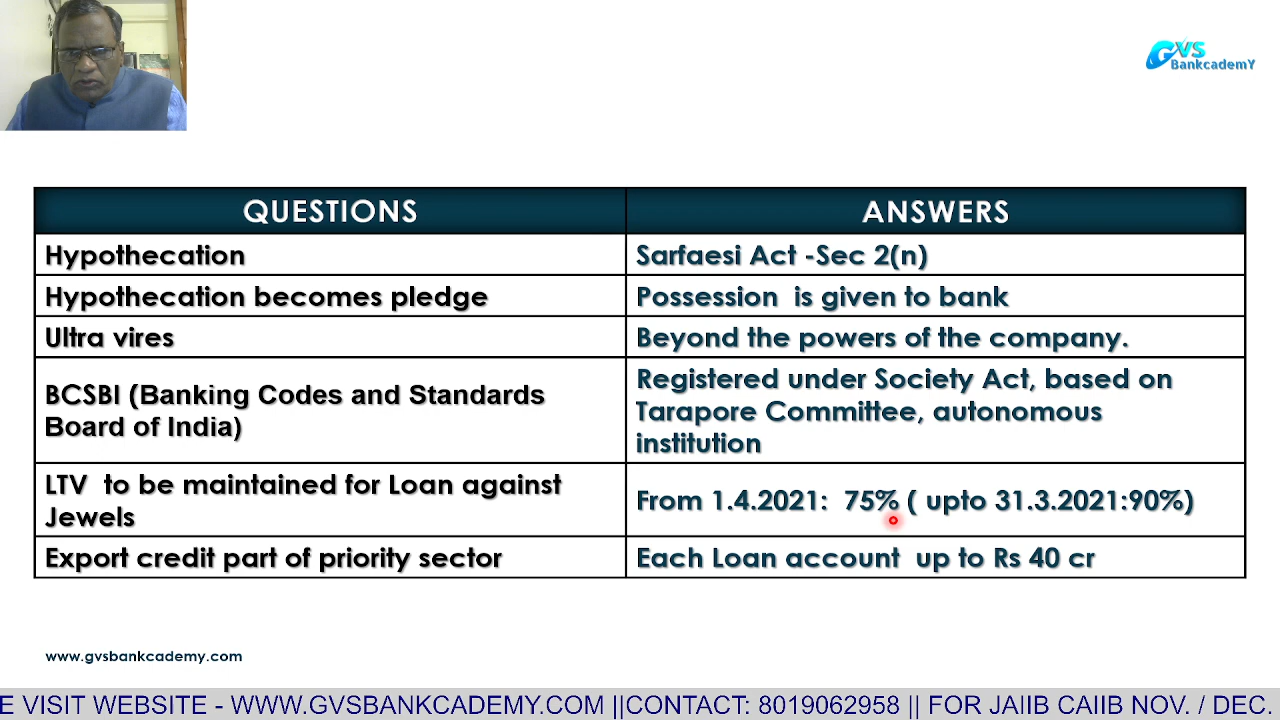 GVS
BankcademY
QUESTIONS
ANSWERS
Hypothecation
Sarfaesi Act -Sec 2(n)
Hypothecation becomes pledge
Possession is given to bank
Ultra vires
Beyond the powers of the company.
BCSBI (Banking Codes and Standards
Board of India)
Registered under Society Act, based on
Tarapore Committee, autonomous
institution
LTV to be maintained for Loan against
Jewels
From 1.4.2021: 75% ( upto 31.3.2021:90%)
Export credit part of priority sector
Each Loan account up to Rs 40 cr
www.gvsbankcademy.com
E VISIT WEBSITE - WWW.GVSBANKCADEMY.COM ||CONTACT: 8019062958 || FOR JAIIB CAIIB NOV. / DEC.